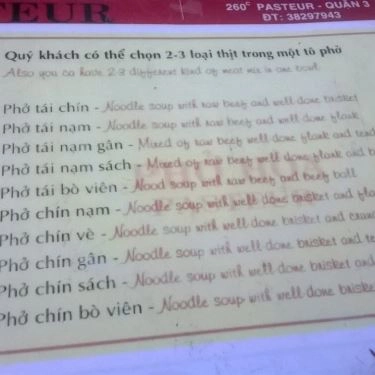 TEUR
260C PASTEUR - QUẬN 3
ĐT: 38297943
Quý khách có thể chọn 2-3 loại thịt trong một tô phở
Also you ca have 2-3 different kind of meat mix in one bowl.
Phở tái chín - Noodle soup with raw beef and well done brisket
Phở tái nạm - Noodle soup with raw beef and well done flank
Phở tái nạm gân - Mixed of raw beef well done flank and
Phở tái nạm sách - Mixed of raw beef well done flank and
Phở tái bò viên - Nood soup with raw beef and beef ball
Phở chín nạm - Noodle soup with well done brisket and
Phở chín vè - Noodle soup with well done brisket and
Phở chín gân - Noodle soup with well done brisket and
Phở chín sách - Noodle soup with well done brisket and
Phở chín bò viên - Noodle soup with well done